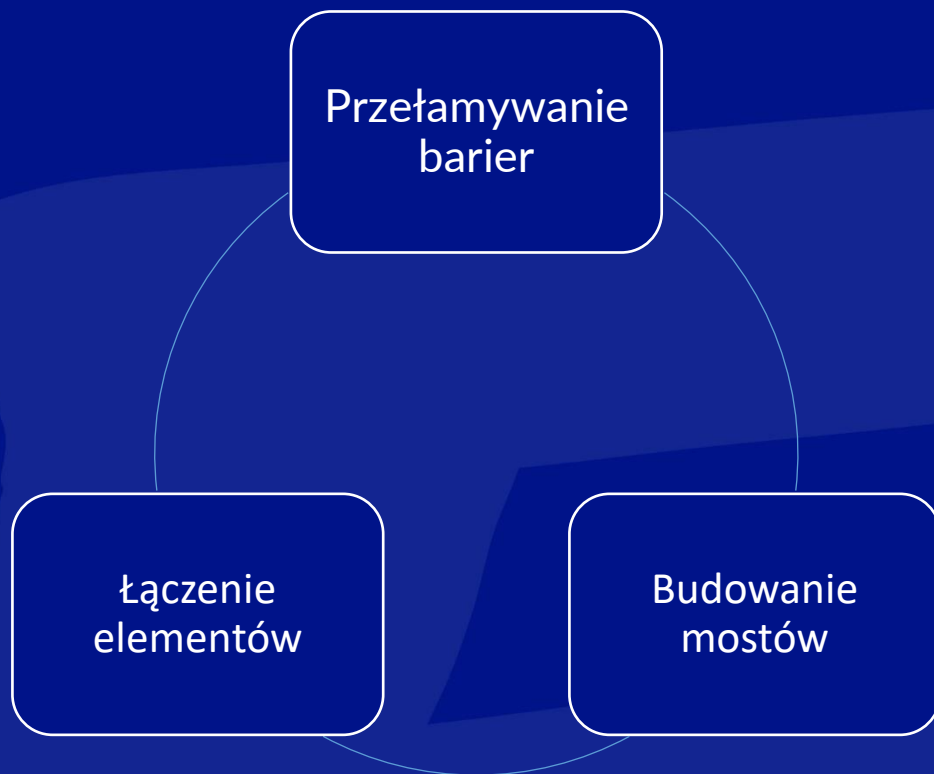 Przełamywanie
barier
Łączenie
elementów
Budowanie
mostów